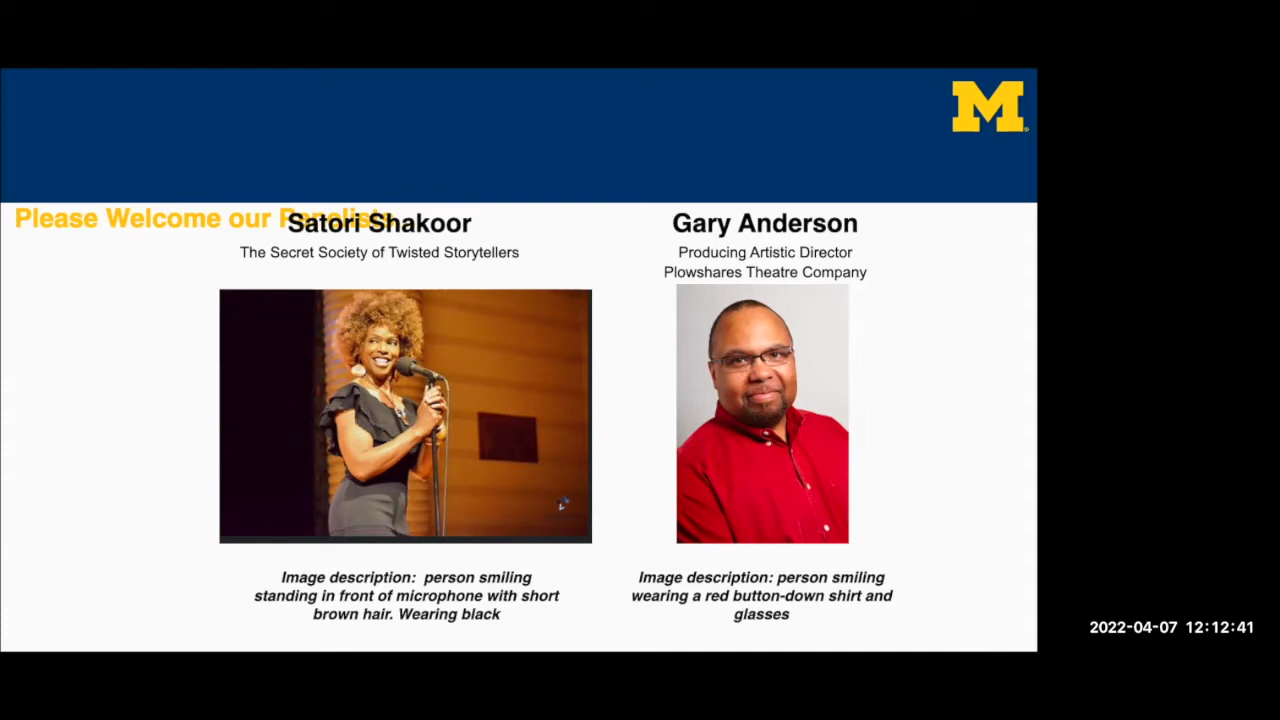 M
Please Welcome our Panelists
Satori Shakoor
The Secret Society of Twisted Storytellers
Gary Anderson
Producing Artistic Director
Plowshares Theatre Company
Image description: person smiling
standing in front of microphone with short
brown hair. Wearing black
Image description: person smiling
wearing a red button-down shirt and
glasses
2022-04-07 12:12:41